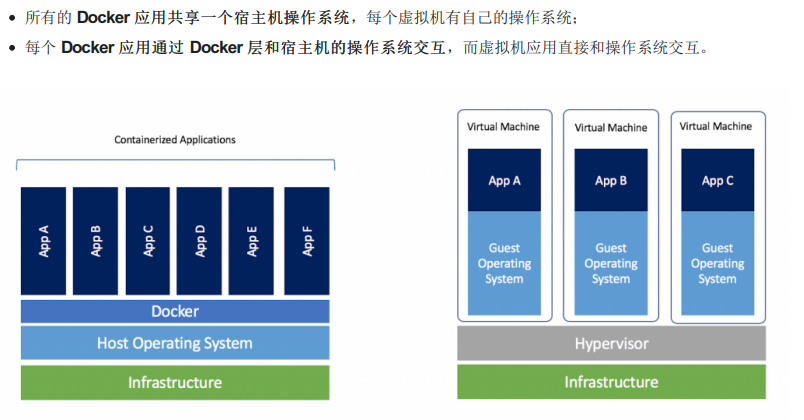 所有的 Docker 应用共享一个宿主机操作系统，每个虚拟机有自己的操作系统；
每个 Docker 应用通过 Docker 层和宿主机的操作系统交互，而虚拟机应用直接和操作系统交互。
Containerized Applications
App A
App B
App C
App D
App E
App F
Docker
Host Operating System
Infrastructure
Virtual Machine
App A
Guest
Operating
System
Virtual Machine
App B
Guest
Operating
System
Virtual Machine
App C
Guest
Operating
System
Hypervisor
Infrastructure